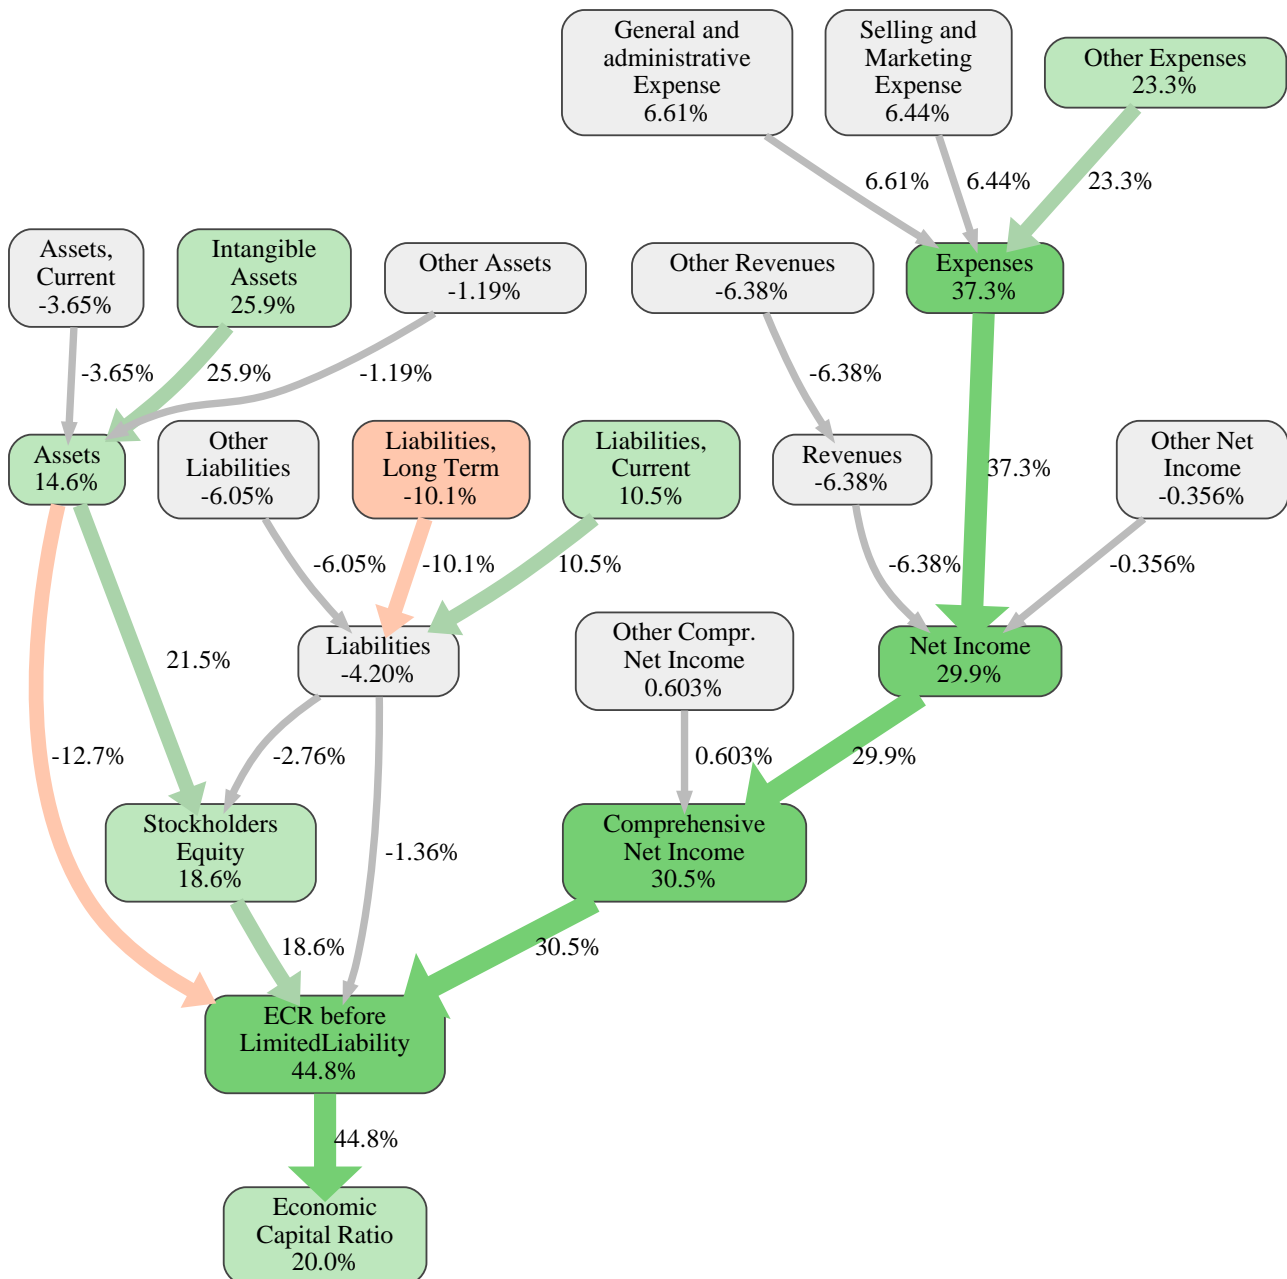 General and
administrative
Expense
6.61%
Selling and
Marketing
Expense
6.44%
Other Expenses
23.3%
6.61%
6.44%
23.3%
Assets,
Current
-3.65%
Intangible
Assets
25.9%
Other Assets
-1.19%
Other Revenues
-6.38%
Expenses
37.3%
-3.65%
25.9%
-1.19%
-6.38%
37.3%
Assets
14.6%
Other
Liabilities
-6.05%
Liabilities,
Long Term
-10.1%
Liabilities,
Current
10.5%
Revenues
-6.38%
Other Net
Income
-0.356%
-6.05%
-10.1%
10.5%
-6.38%
-0.356%
21.5%
Liabilities
-4.20%
Other Compr.
Net Income
0.603%
Net Income
29.9%
-12.7%
-2.76%
0.603%
29.9%
Stockholders
Equity
18.6%
-1.36%
Comprehensive
Net Income
30.5%
18.6%
30.5%
ECR before
LimitedLiability
44.8%
44.8%
Economic
Capital Ratio
20.0%